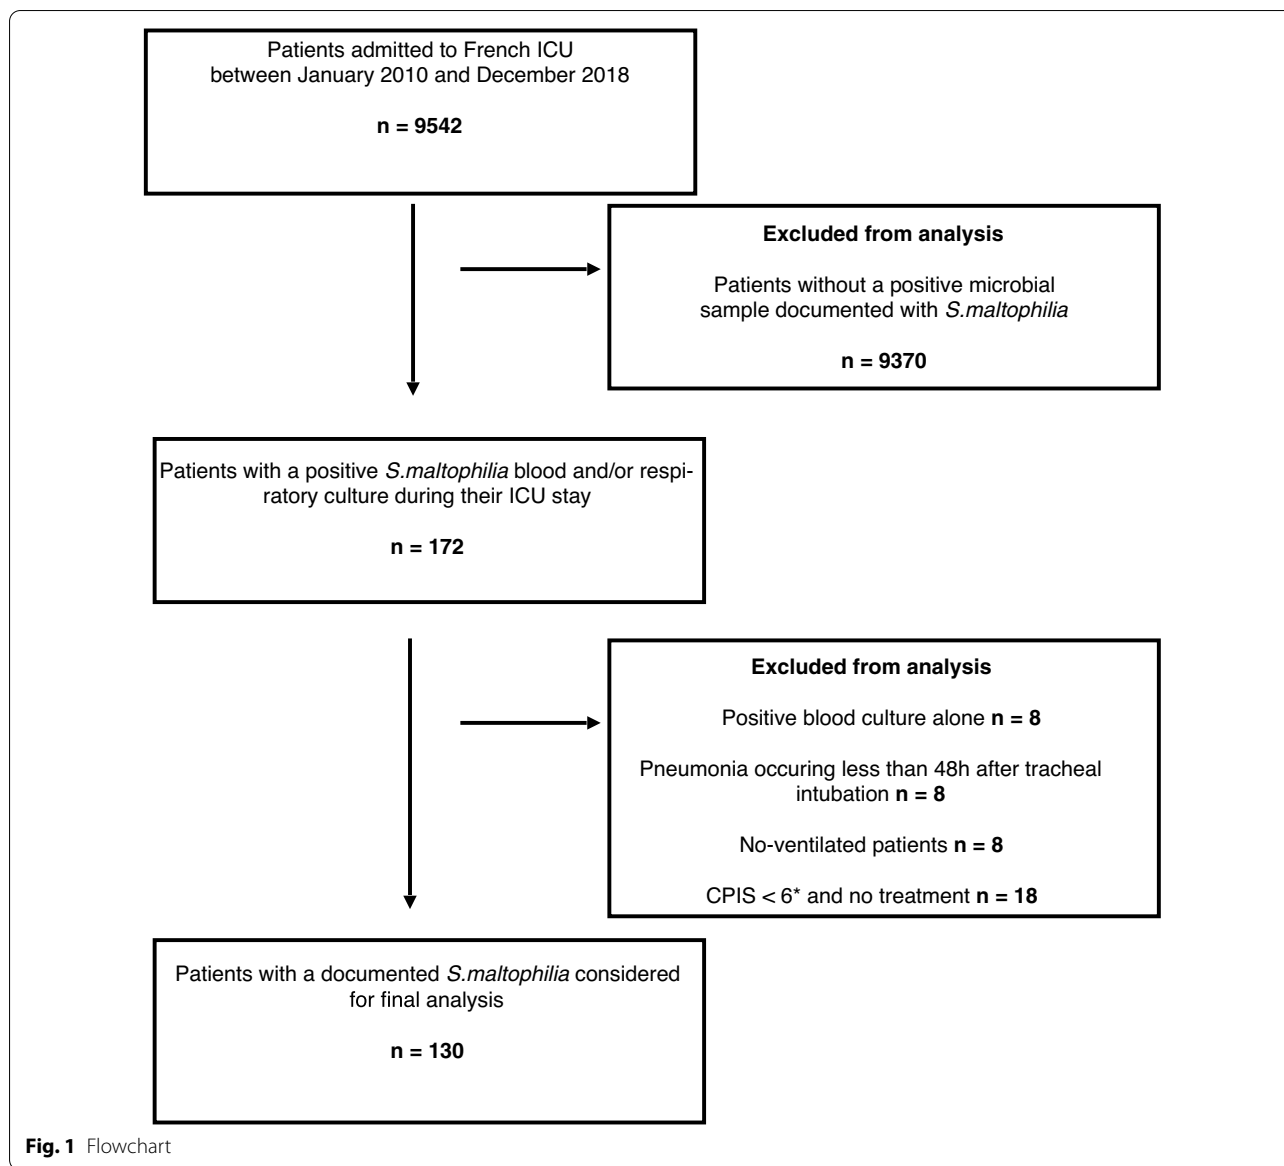 Patients admitted to French ICU
between January 2010 and December 2018
n = 9542
Excluded from analysis
Patients without a positive microbial
sample documented with S.maltophilia
n = 9370
Patients with a positive S.maltophilia blood and/or respi-
ratory culture during their ICU stay
n = 172
Excluded from analysis
Positive blood culture alone n = 8
Pneumonia occuring less than 48h after tracheal
intubation n = 8
No-ventilated patients n = 8
CPIS < 6* and no treatment n = 18
Patients with a documented S.maltophilia considered
for final analysis
n = 130
Fig. 1 Flowchart